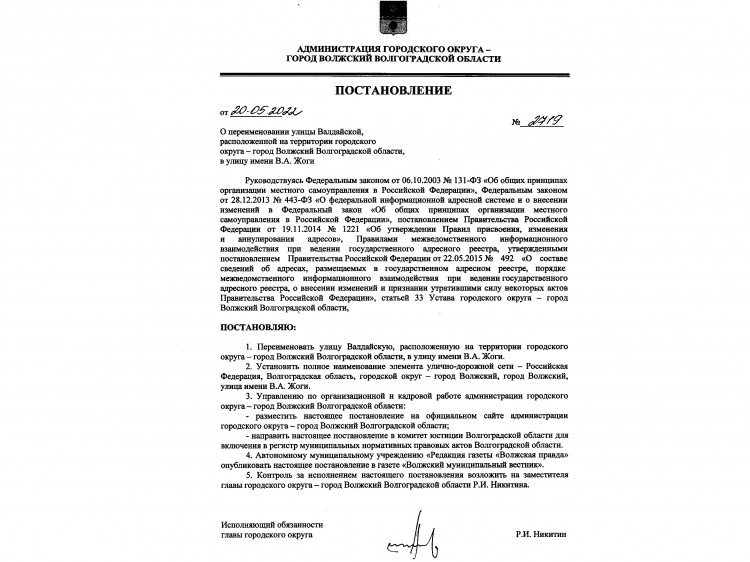 АДМИНИСТРАЦИЯ ГОРОДСКОГО ОКРУГА –
ГОРОД ВОЛЖСКИЙ ВОЛГОГРАДСКОЙ ОБЛАСТИ
ПОСТАНОВЛЕНИЕ
от 20-05 2022
№ 2719
О переименовании улицы Валдайской,
расположенной на территории городского
округа – город Волжский Волгоградской области,
в улицу имени В.А. Жоги
Руководствуясь Федеральным законом от 06.10.2003 № 131-ФЗ «Об общих принципах
организации местного самоуправления в Российской Федерации», Федеральным законом
от 28.12.2013 № 443-ФЗ «О федеральной информационной адресной системе и о внесении
изменений в Федеральный закон «Об общих принципах организации местного
самоуправления в Российской Федерации», постановлением Правительства Российской
Федерации от 19.11.2014 № 1221 «Об утверждении Правил присвоения, изменения
и аннулирования адресов», Правилами межведомственного информационного
взаимодействия при ведении государственного адресного реестра, утвержденными
постановлением Правительства Российской Федерации от 22.05.2015 № 492 «О составе
сведений об адресах, размещаемых в государственном адресном реестре, порядке
межведомственного информационного взаимодействия при ведении государственного
адресного реестра, о внесении изменений и признании утратившими силу некоторых актов
Правительства Российской Федерации», статьей 33 Устава городского округа – город
Волжский Волгоградской области,
ПОСТАНОВЛЯЮ:
1. Переименовать улицу Валдайскую, расположенную на территории городского
округа – город Волжский Волгоградской области, в улицу имени В.А. Жоги.
2. Установить полное наименование элемента улично-дорожной сети – Российская
Федерация, Волгоградская область, городской округ – город Волжский, город Волжский,
улица имени В.А. Жоги.
3. Управлению по организационной и кадровой работе администрации городского
округа – город Волжский Волгоградской области:
- разместить настоящее постановление на официальном сайте администрации
городского округа – город Волжский Волгоградской области;
- направить настоящее постановление в комитет юстиции Волгоградской области для
включения в регистр муниципальных нормативных правовых актов Волгоградской области.
4. Автономному муниципальному учреждению «Редакция газеты «Волжская правда»
опубликовать настоящее постановление в газете «Волжский муниципальный вестник».
5. Контроль за исполнением настоящего постановления возложить на заместителя
главы городского округа – город Волжский Волгоградской области Р.И. Никитина.
Исполняющий обязанности
главы городского округа
Р.И. Никитин